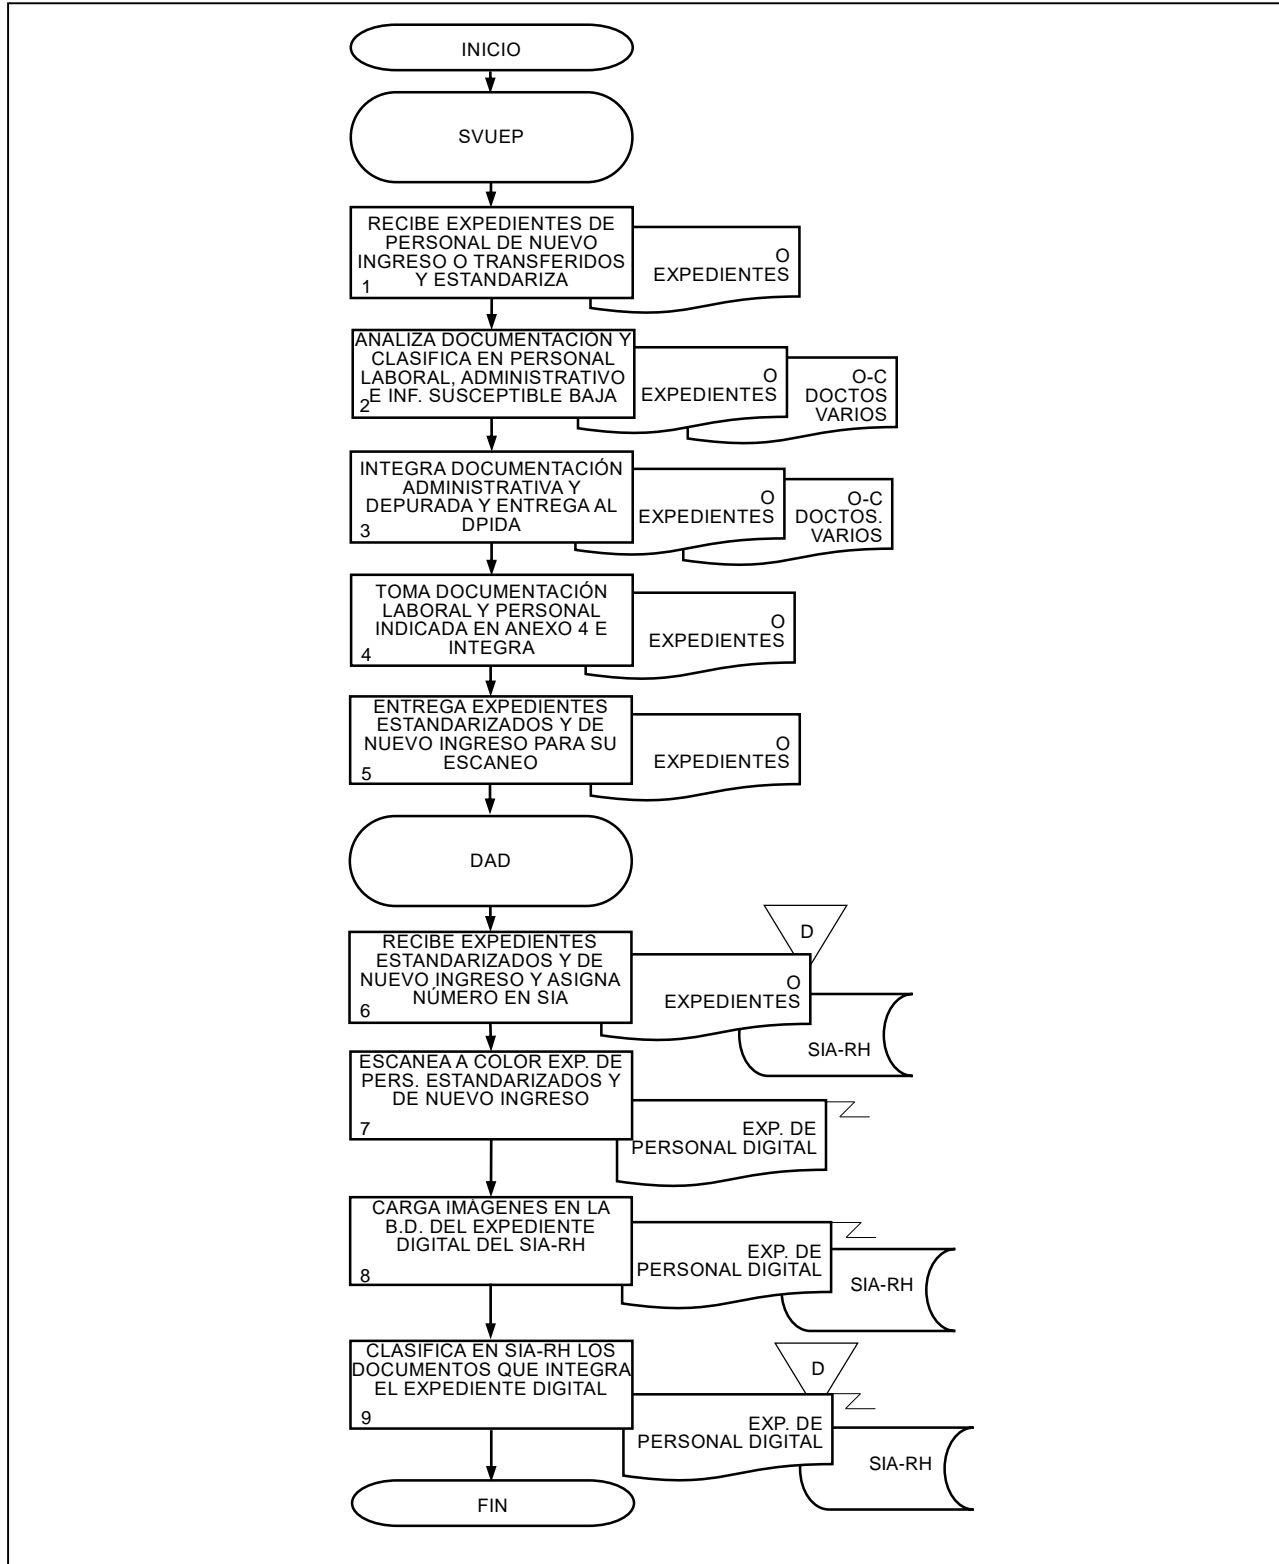 INICIO
SVUEP
RECIBE EXPEDIENTES DE
PERSONAL DE NUEVO
INGRESO O TRANSFERIDOS
Y ESTANDARIZA
1
O
EXPEDIENTES
ANALIZA DOCUMENTACIÓN Y
CLASIFICA EN PERSONAL
LABORAL, ADMINISTRATIVO
E INF. SUSCEPTIBLE BAJA
2
O
EXPEDIENTES
O-C
DOCTOS
VARIOS
INTEGRA DOCUMENTACIÓN
ADMINISTRATIVA Y
DEPURADA Y ENTREGA AL
DPIDA
3
O
EXPEDIENTES
O-C
DOCTOS.
VARIOS
TOMA DOCUMENTACIÓN
LABORAL Y PERSONAL
INDICADA EN ANEXO 4 E
INTEGRA
4
O
EXPEDIENTES
ENTREGA EXPEDIENTES
ESTANDARIZADOS Y DE
NUEVO INGRESO PARA SU
ESCANEO
5
O
EXPEDIENTES
DAD
RECIBE EXPEDIENTES
ESTANDARIZADOS Y DE
NUEVO INGRESO Y ASIGNA
NÚMERO EN SIA
6
D
O
EXPEDIENTES
SIA-RH
ESCANEA A COLOR EXP. DE
PERS. ESTANDARIZADOS Y
DE NUEVO INGRESO
7
EXP. DE
PERSONAL DIGITAL
CARGA IMÁGENES EN LA
B.D. DEL EXPEDIENTE
DIGITAL DEL SIA-RH
8
EXP. DE
PERSONAL DIGITAL
SIA-RH
CLASIFICA EN SIA-RH LOS
DOCUMENTOS QUE INTEGRA
EL EXPEDIENTE DIGITAL
9
D
EXP. DE
PERSONAL DIGITAL
SIA-RH
FIN